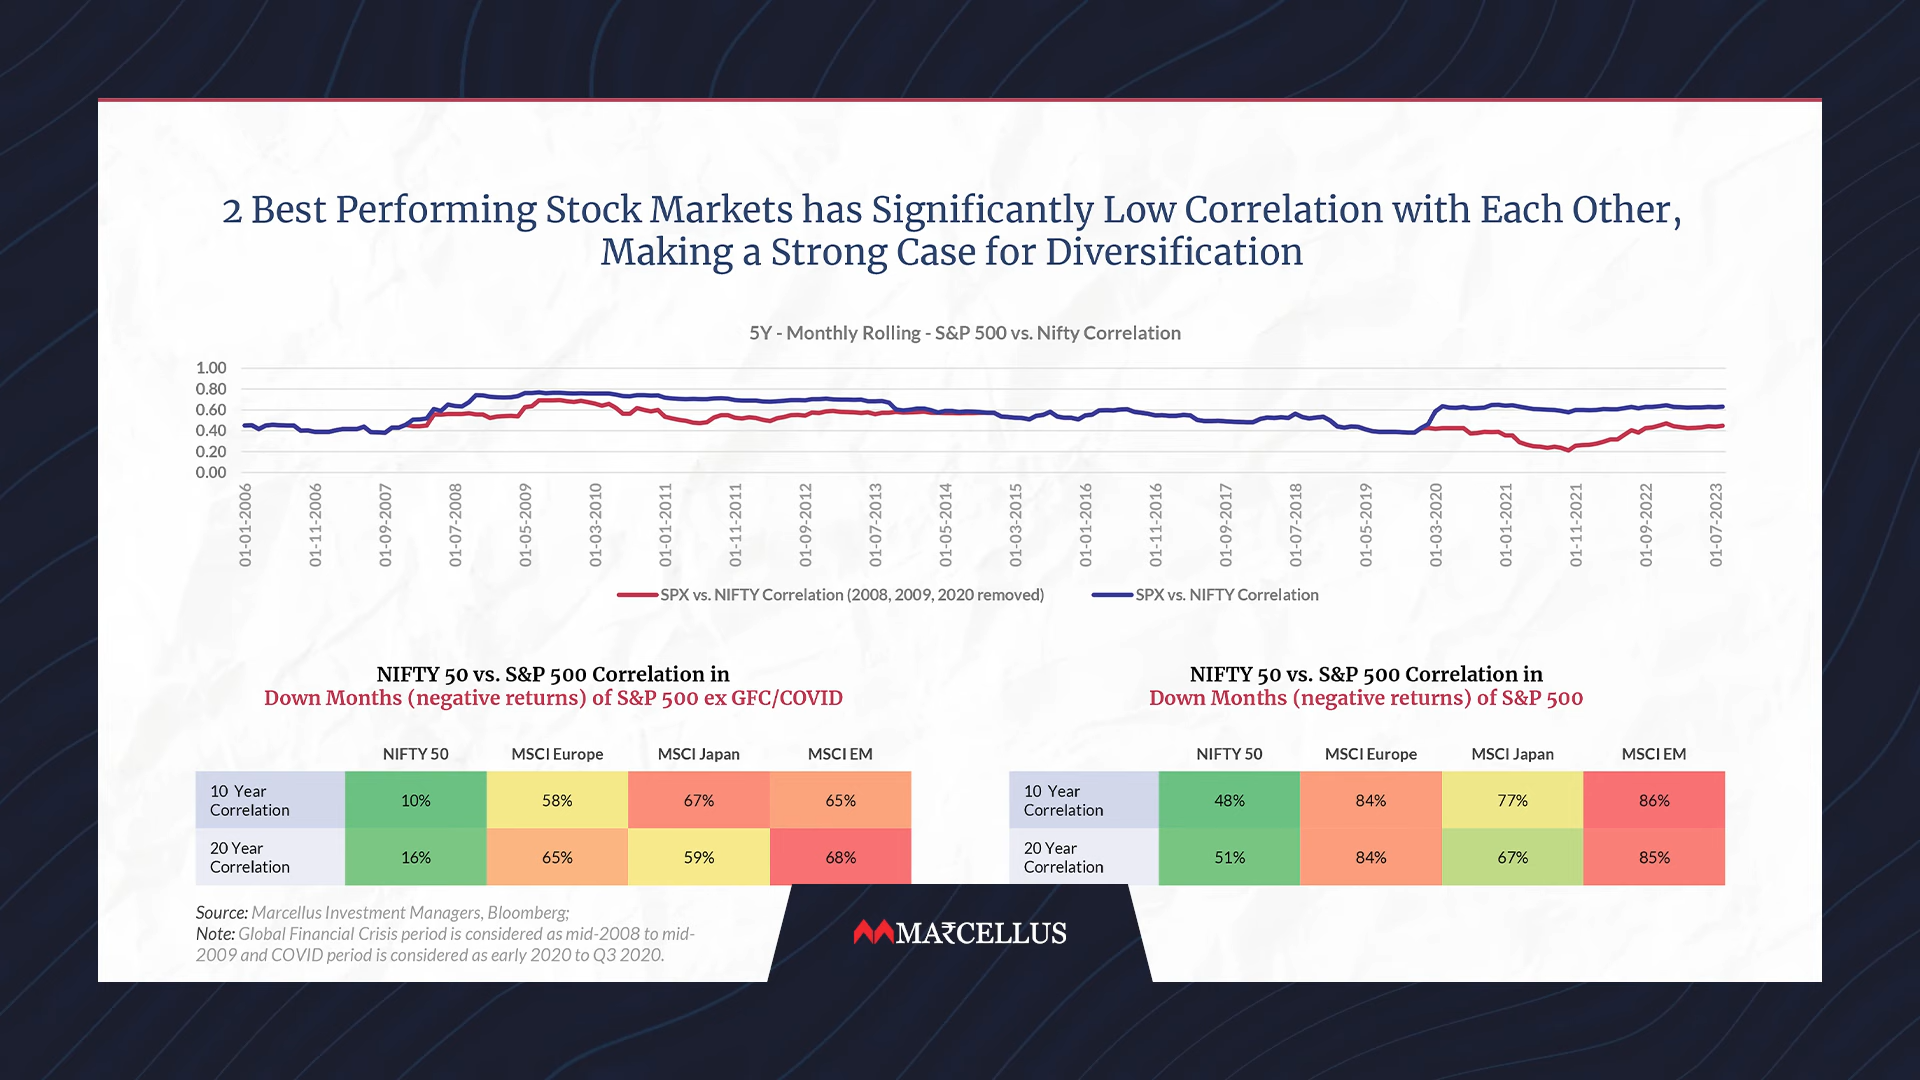 2 Best Performing Stock Markets has Significantly Low Correlation with Each Other,
Making a Strong Case for Diversification
5Y - Monthly Rolling - S&P 500 vs. Nifty Correlation
1.00
0.80
0.60
0.40
0.20
0.00
01-01-2006
01-11-2006
01-09-2007
01-07-2008
01-05-2009
01-03-2010
01-01-2011
01-11-2011
01-09-2012
01-07-2013
01-05-2014
01-03-2015
01-01-2016
01-11-2016
01-09-2017
01-07-2018
01-05-2019
01-03-2020
01-01-2021
01-11-2021
01-09-2022
01-07-2023
SPX vs. NIFTY Correlation (2008, 2009, 2020 removed)
SPX vs. NIFTY Correlation
NIFTY 50 vs. S&P 500 Correlation in
Down Months (negative returns) of S&P 500 ex GFC/COVID
NIFTY 50 MSCI Europe MSCI Japan MSCI EM
10 Year
Correlation
10% 58% 67% 65%
20 Year
Correlation
16% 65% 59% 68%
NIFTY 50 vs. S&P 500 Correlation in
Down Months (negative returns) of S&P 500
NIFTY 50 MSCI Europe MSCI Japan MSCI EM
10 Year
Correlation
48% 84% 77% 86%
20 Year
Correlation
51% 84% 67% 85%
Source: Marcellus Investment Managers, Bloomberg;
Note: Global Financial Crisis period is considered as mid-2008 to mid-
2009 and COVID period is considered as early 2020 to Q3 2020.
MA₹CELLUS